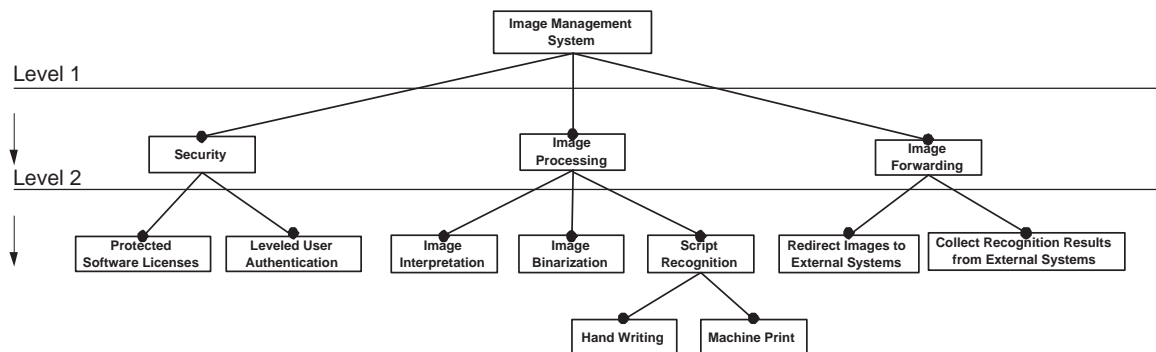 Image Management
System
Level 1
Security
Image
Processing
Image
Forwarding
Level 2
Protected
Software Licenses
Leveled User
Authentication
Image
Interpretation
Image
Binarization
Script
Recognition
Redirect Images to
External Systems
Collect Recognition Results
from External Systems
Hand Writing
Machine Print